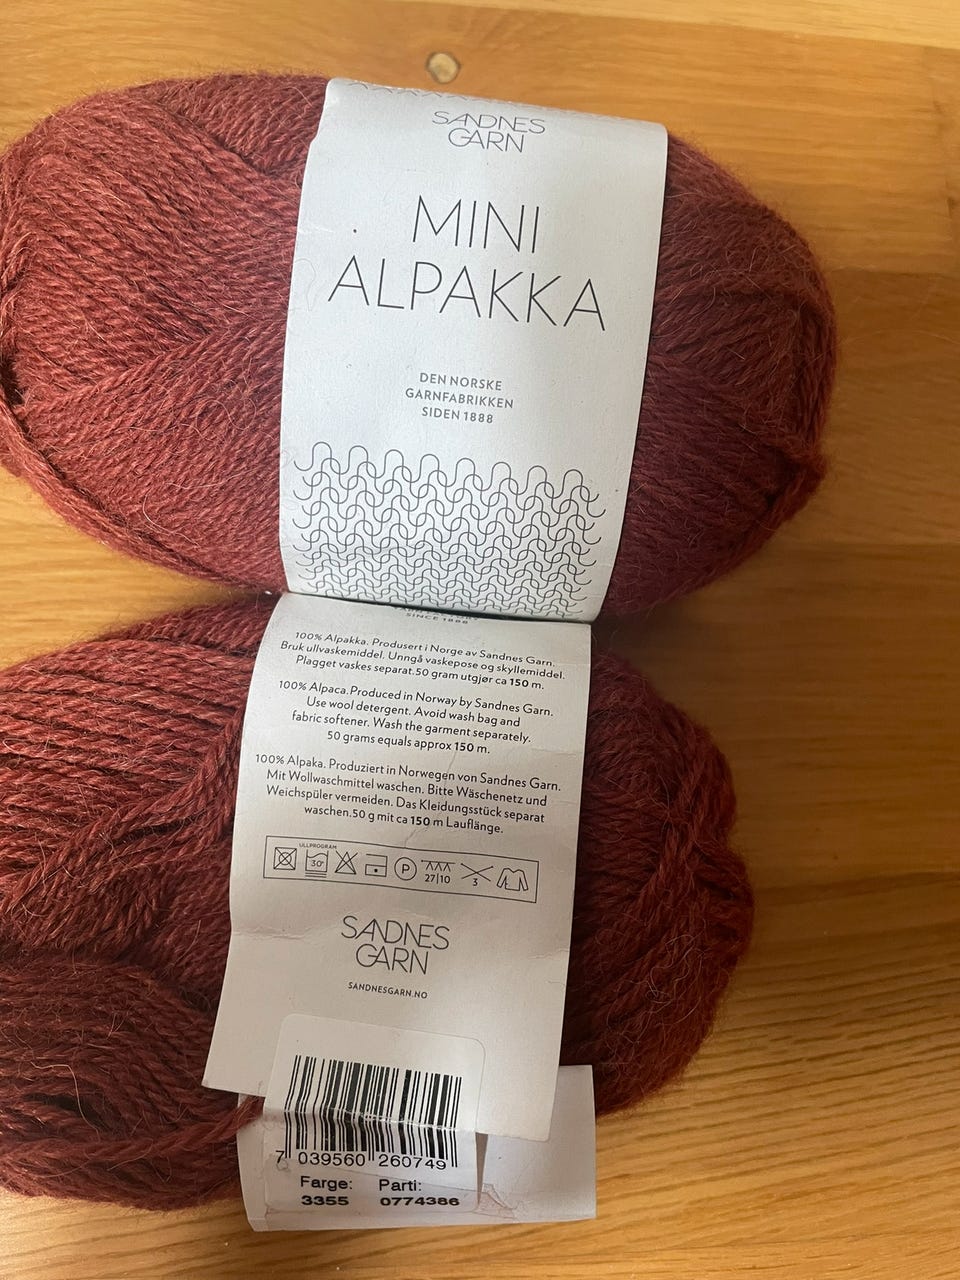 SANDNES
GARN
MINI
ALPAKKA
DEN NORSKE
GARNFABRIKKEN
SIDEN 1888
SINCE 1888
100% Alpakka. Produsert i Norge av Sandnes Garn.
Bruk ullvaskemiddel. Unngå vaskepose og skyllemiddel.
Plagget vaskes separat.50 gram utgjør ca 150 m.
100% Alpaca.Produced in Norway by Sandnes Garn.
Use wool detergent. Avoid wash bag and
fabric softener. Wash the garment separately.
50 grams equals approx 150 m.
100% Alpaka. Produziert in Norwegen von Sandnes Garn.
Mit Wollwaschmittel waschen. Bitte Wäschenetz und
Weichspüler vermeiden. Das Kleidungsstück separat
waschen.50 g mit ca 150 m Lauflänge.
ULLPROGRAM
30° P 27|10 3
SANDNES
GARN
SANDNESGARN.NO
7 039560 260749
Farge: Parti:
3355 0774386